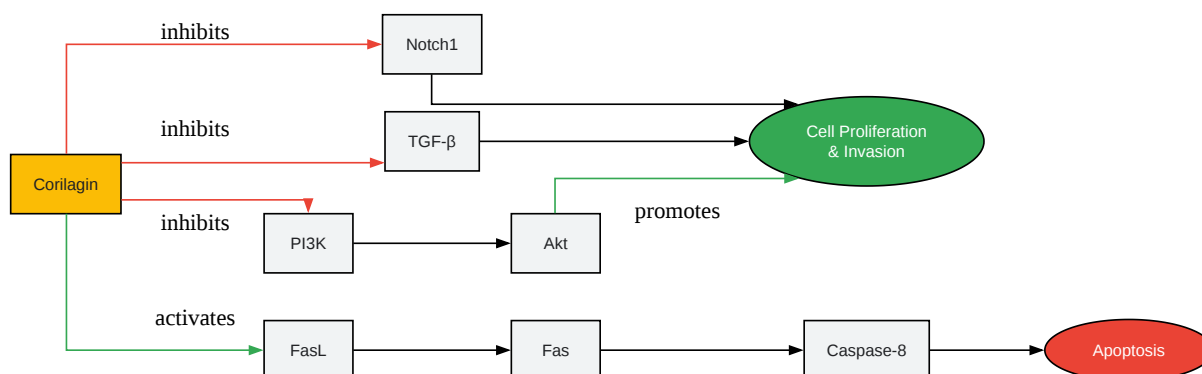 inhibits
Notch1
inhibits
TGF-β
Cell Proliferation
& Invasion
Corilagin
inhibits
promotes
PI3K
Akt
activates
FasL
Fas
Caspase-8
Apoptosis